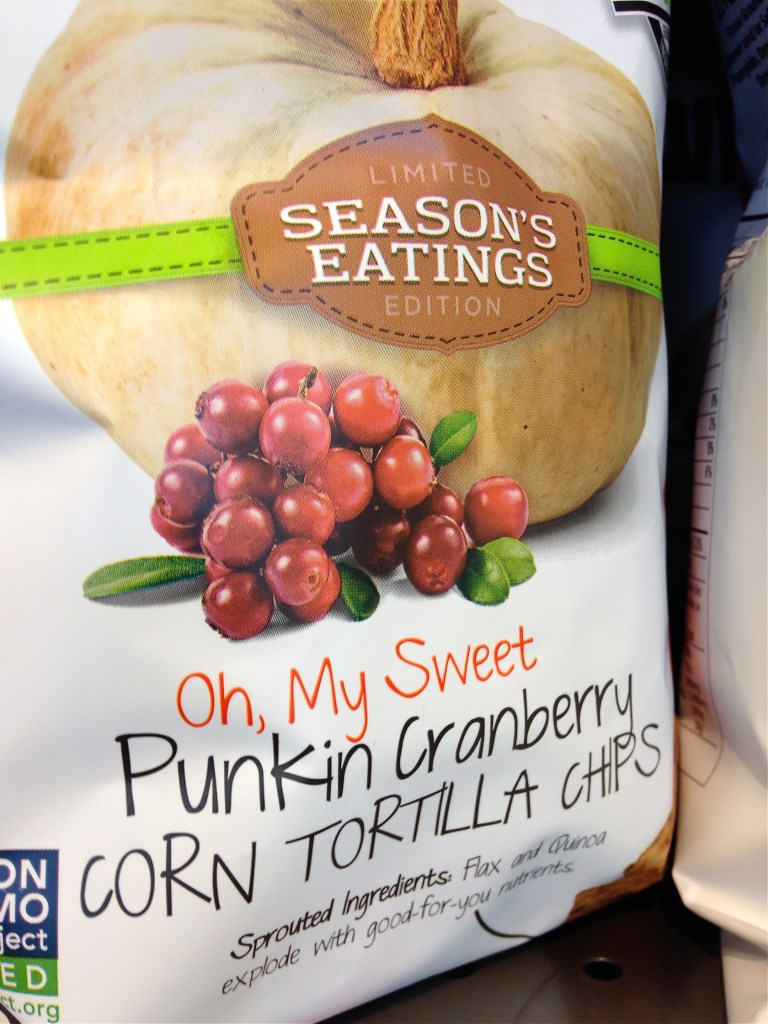 LIMITED
SEASON'S
EATINGS
EDITION
Oh, My Sweet
Punkin Cranberry
CORN TORTILLA CHIPS
Sprouted Ingredients: Flax and Quinoa
explode with good-for-you nutrients.
ON
MO
ject
ED
ct.org